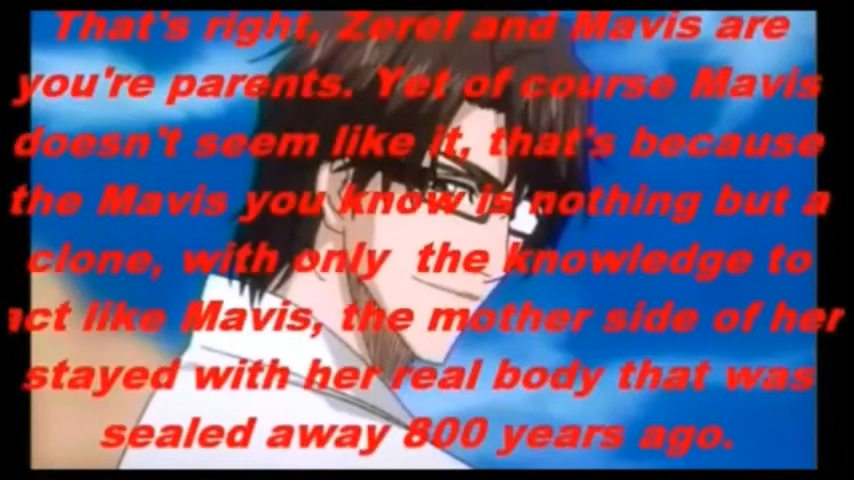 That's right, Zeref and Mavis are
you're parents. Yet of course Mavis
doesn't seem like it, that's because
the Mavis you know is nothing but a
clone, with only the knowledge to
act like Mavis, the mother side of her
stayed with her real body that was
sealed away 800 years ago.